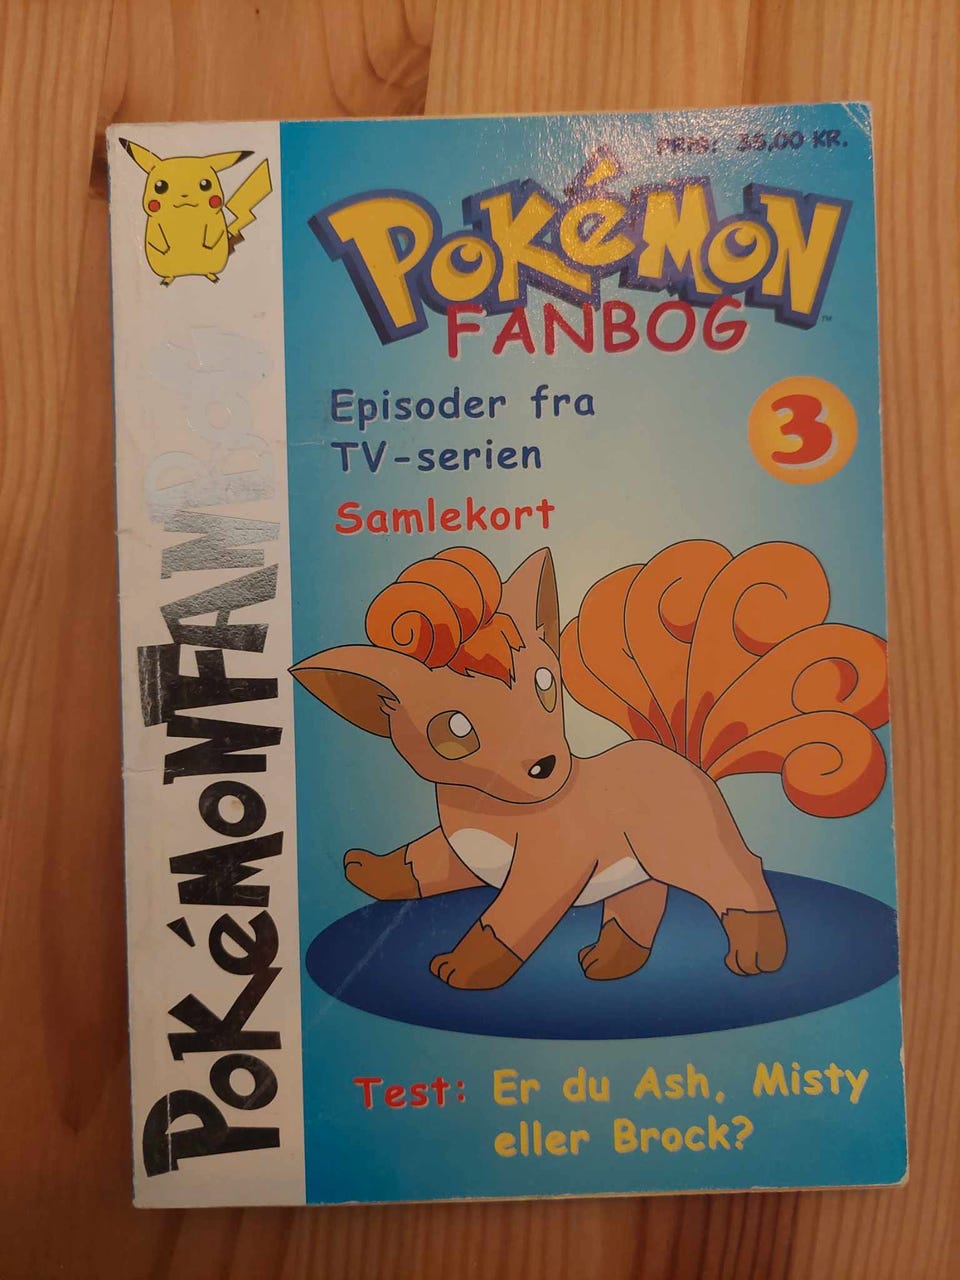 PRIS: 35,00 KR.
POKéMON
™
FANBOG
Episoder fra
TV-serien
3
Samlekort
Test: Er du Ash, Misty
eller Brock?
POKéMONFANBOG